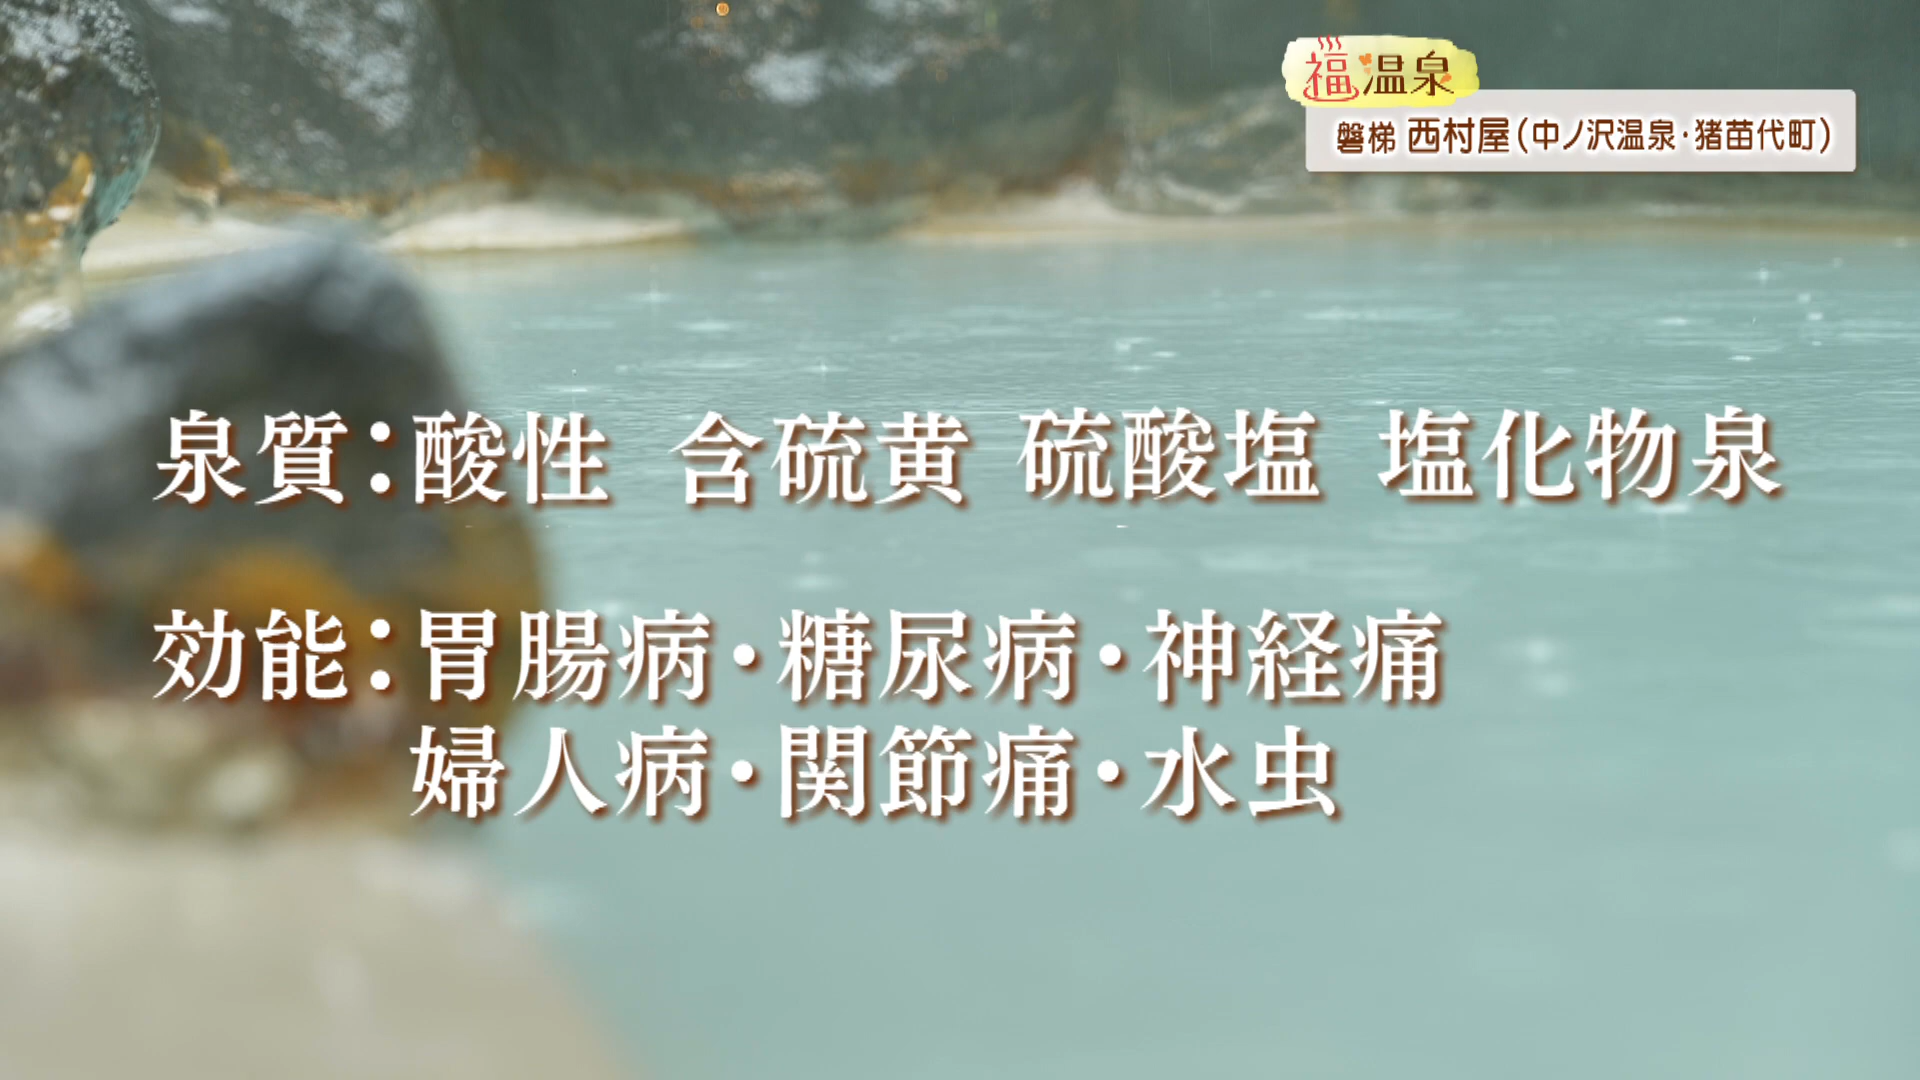 福温泉
磐梯 西村屋(中ノ沢温泉・猪苗代町)
泉質:酸性 含硫黄 硫酸塩 塩化物泉
効能:胃腸病・糖尿病・神経痛
婦人病・関節痛・水虫